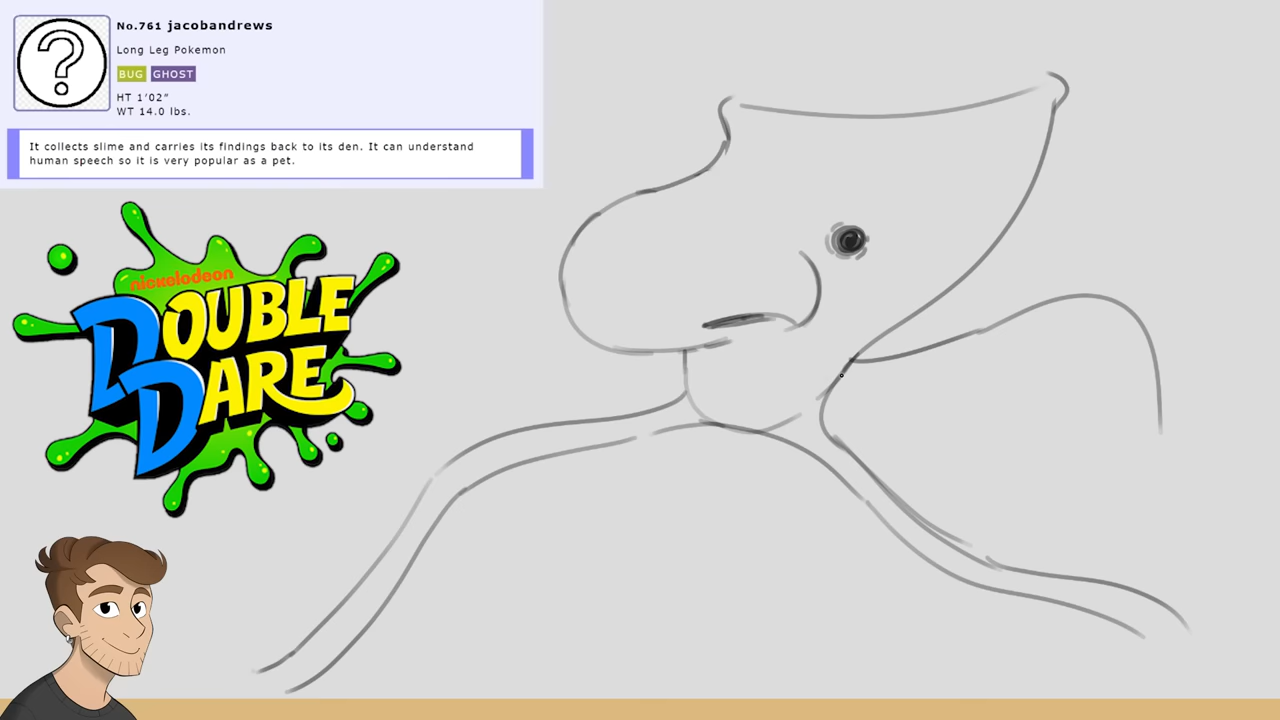 No.761 jacobandrews
Long Leg Pokemon
BUG GHOST
HT 1'02"
WT 14.0 lbs.
It collects slime and carries its findings back to its den. It can understand
human speech so it is very popular as a pet.
nickelodeon
DOUBLE
DARE